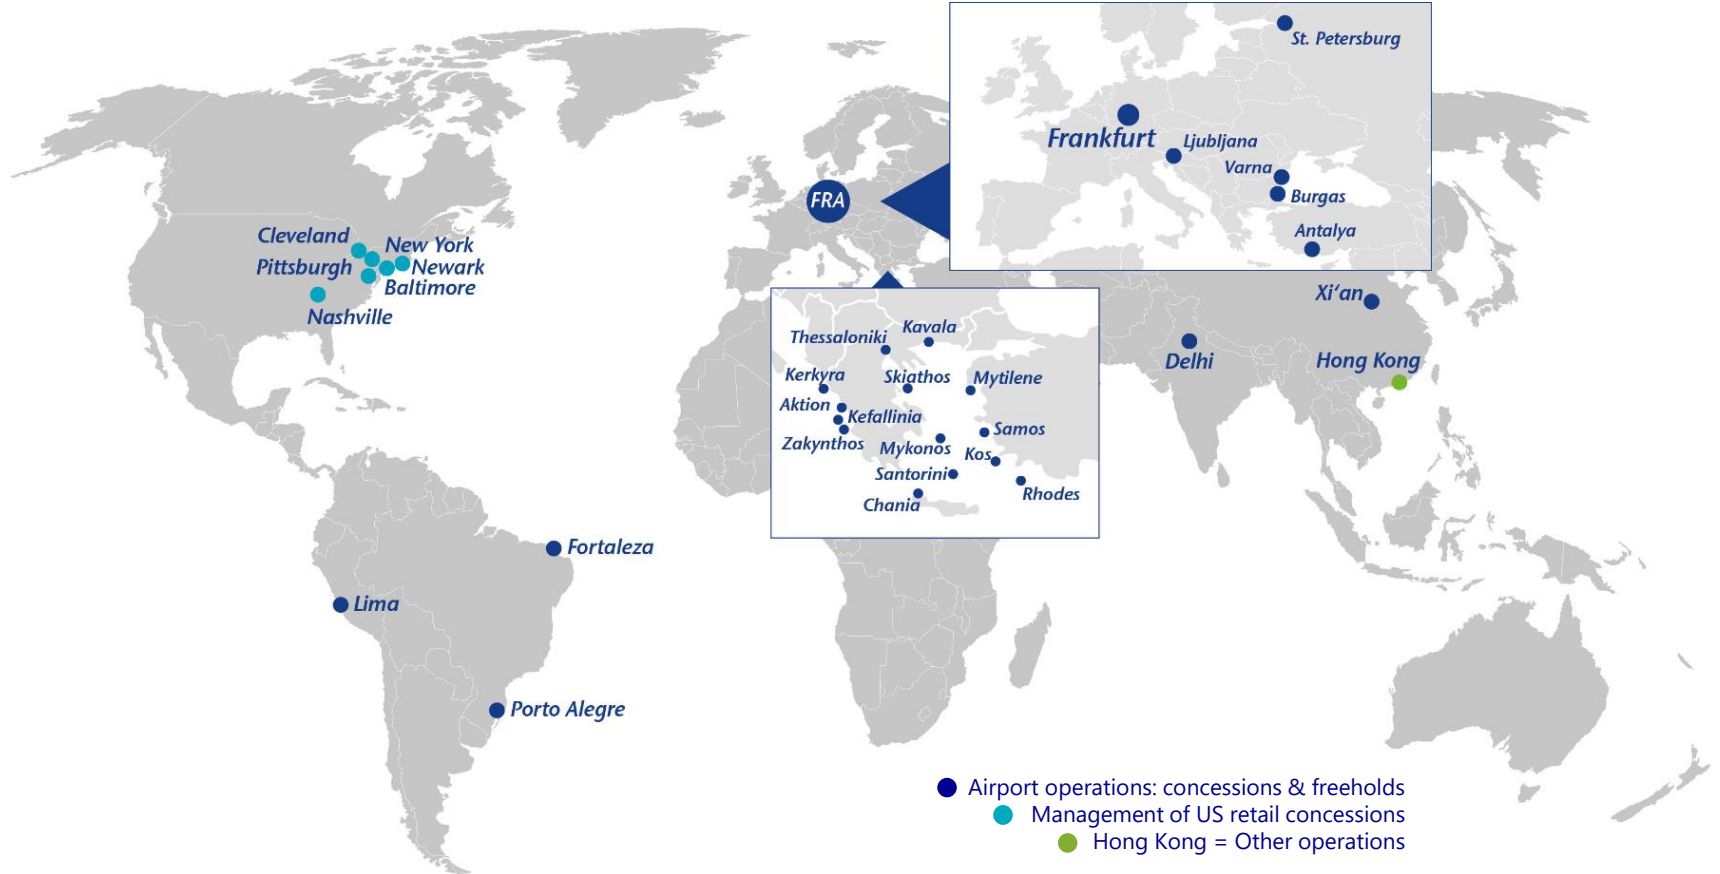 St. Petersburg
Frankfurt
Ljubljana
Varna
Burgas
Antalya
FRA
Cleveland
New York
Pittsburgh
Newark
Baltimore
Nashville
Xi‘an
Delhi
Hong Kong
Thessaloniki
Kavala
Kerkyra
Skiathos
Mytilene
Aktion
Kefallinia
Zakynthos
Mykonos
Samos
Kos
Santorini
Rhodes
Chania
Fortaleza
Lima
Porto Alegre
Airport operations: concessions & freeholds
Management of US retail concessions
Hong Kong = Other operations